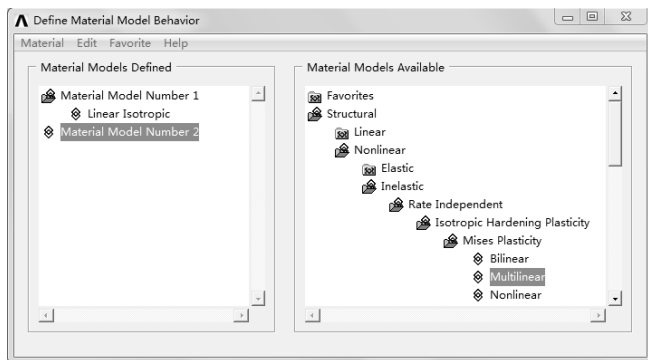 Define Material Model Behavior
Material Edit Favorite Help
Material Models Defined
Material Model Number 1
Linear Isotropic
Material Model Number 2
Material Models Available
Favorites
Structural
Linear
Nonlinear
Elastic
Inelastic
Rate Independent
Isotropic Hardening Plasticity
Mises Plasticity
Bilinear
Multilinear
Nonlinear